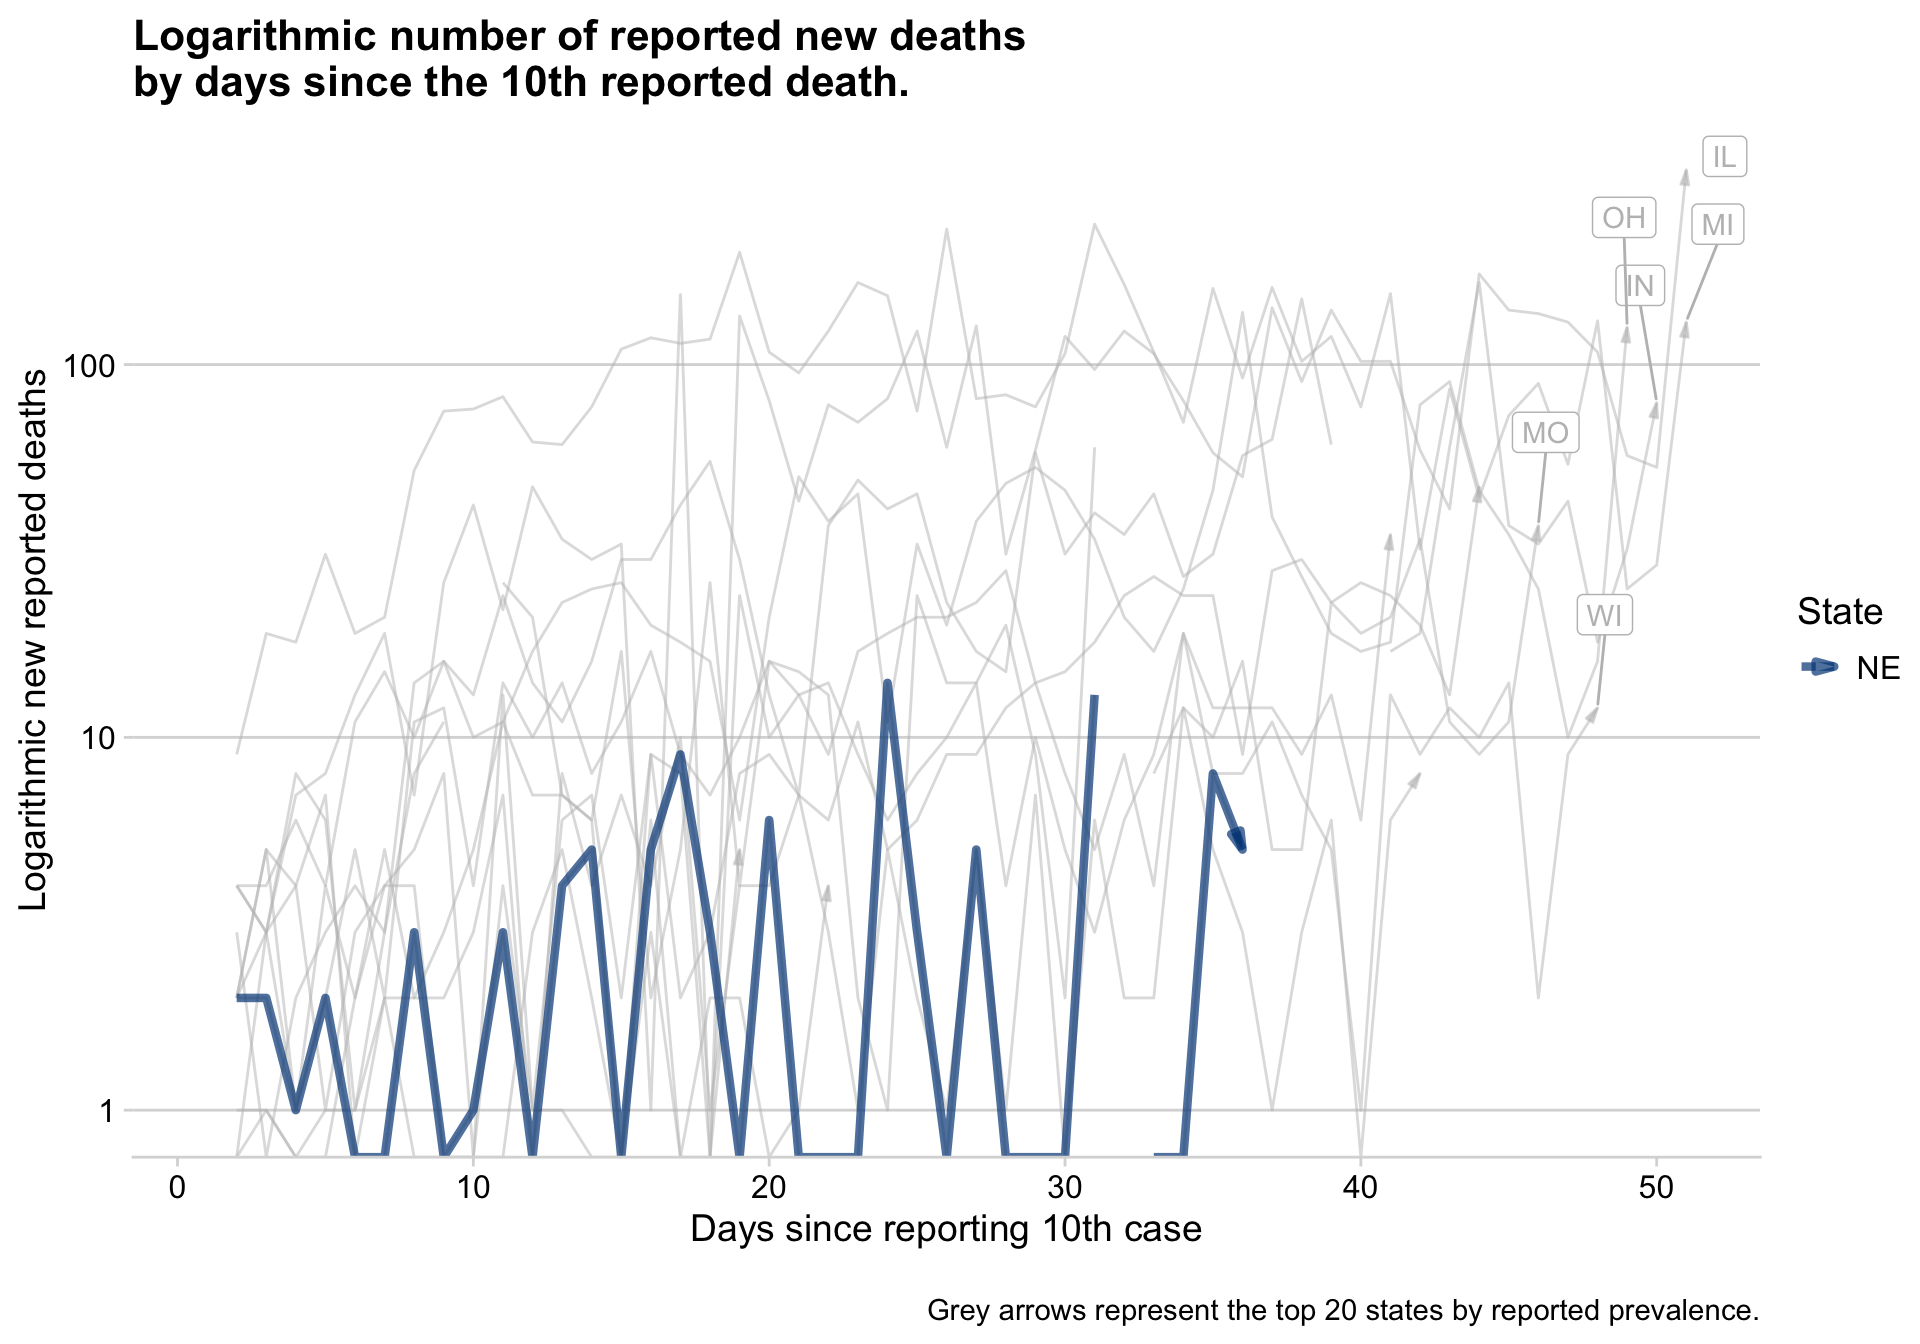 Logarithmic number of reported new deaths
by days since the 10th reported death.
IL
OH
MI
IN
100
MO
Logarithmic new reported deaths
WI
State
NE
10
1
0 10 20 30 40 50
Days since reporting 10th case
Grey arrows represent the top 20 states by reported prevalence.